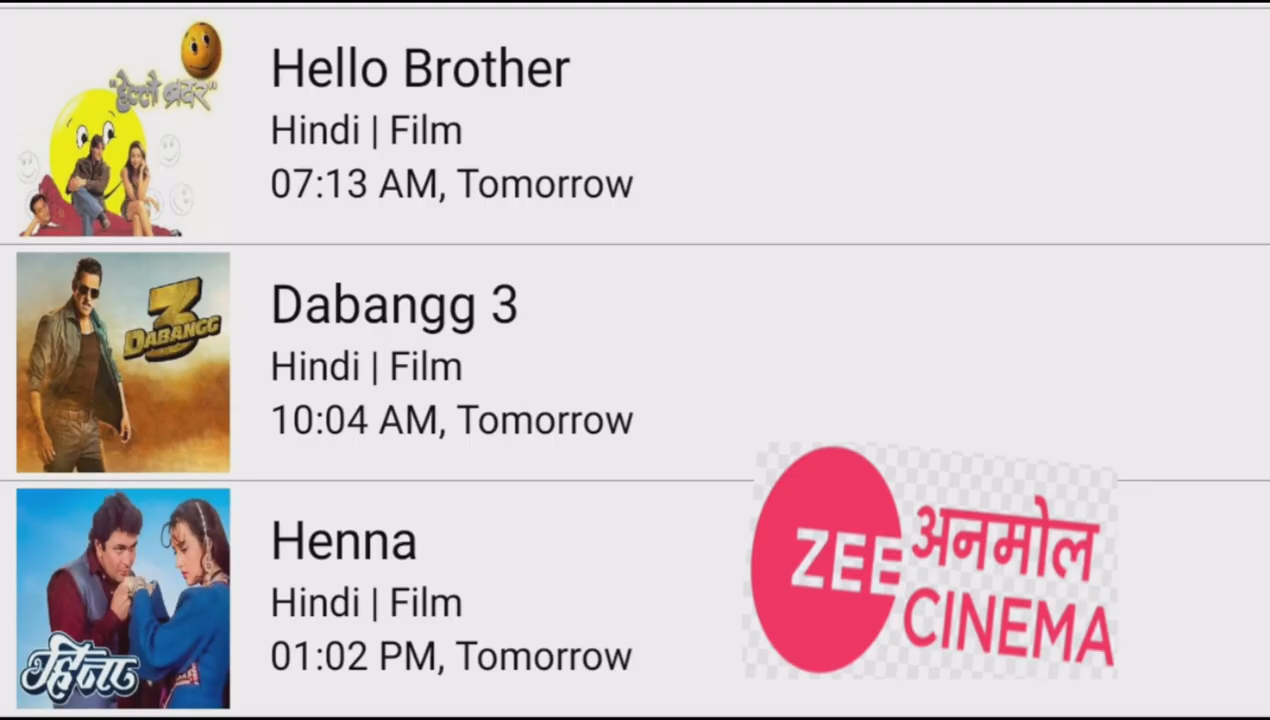 "हैल्लो ब्रदर"
Hello Brother
Hindi | Film
07:13 AM, Tomorrow
3
DABANGG
Dabangg 3
Hindi | Film
10:04 AM, Tomorrow
हिना
Henna
Hindi | Film
01:02 PM, Tomorrow
ZEE अनमोल
CINEMA